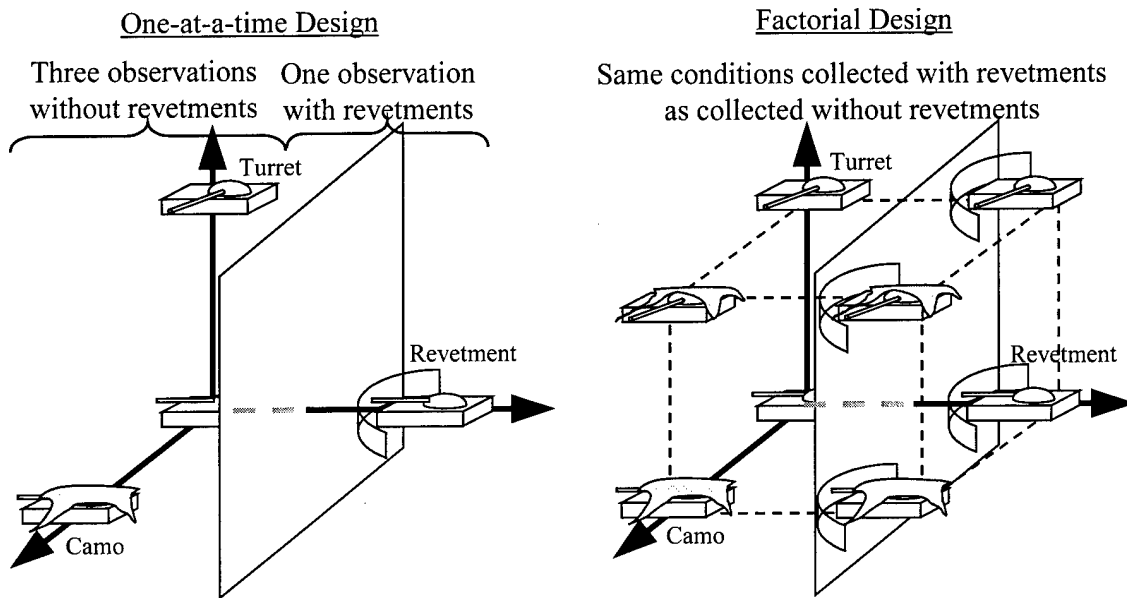 One-at-a-time Design
Three observations
without revetments
One observation
with revetments
Turret
Revetment
Camo
Factorial Design
Same conditions collected with revetments
as collected without revetments
Turret
Revetment
Camo